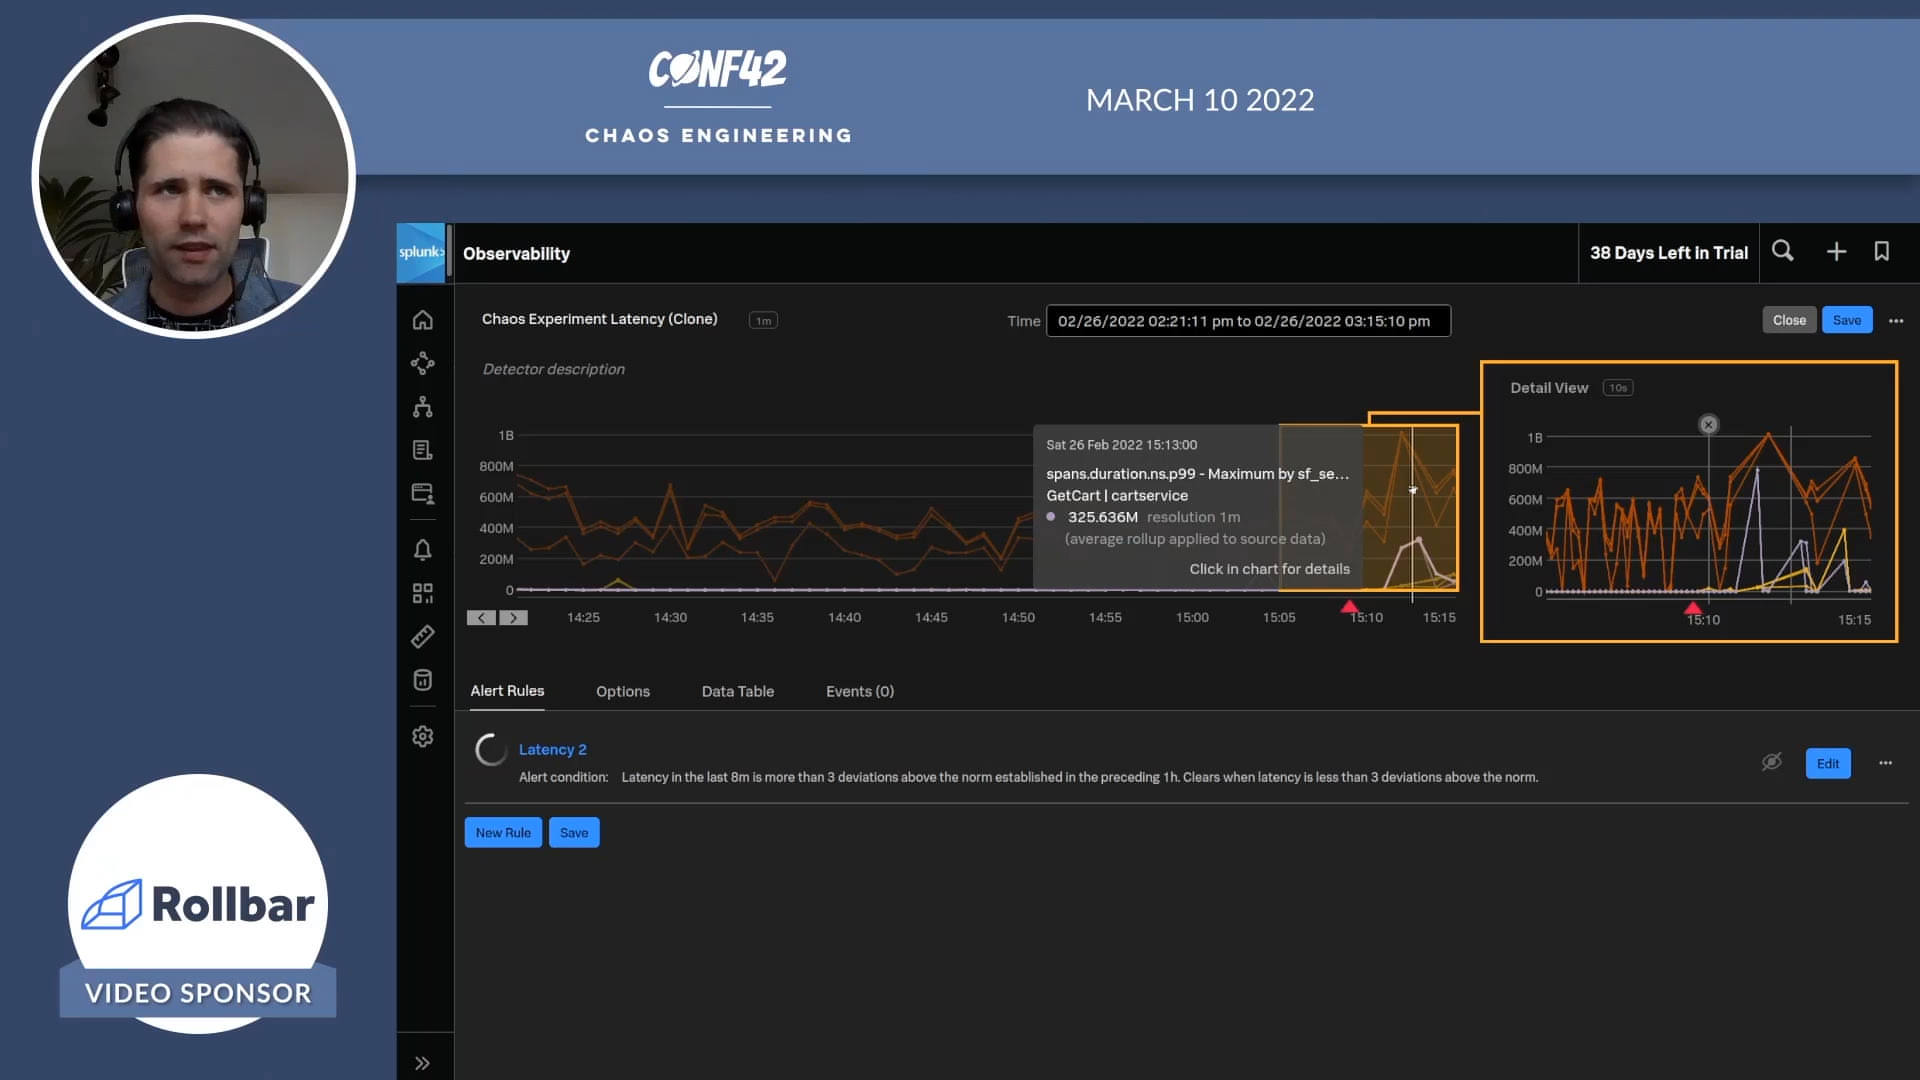 CONF42
CHAOS ENGINEERING
MARCH 10 2022
splunk>
Observability
38 Days Left in Trial
Chaos Experiment Latency (Clone) 1m
Time 02/26/2022 02:21:11 pm to 02/26/2022 03:15:10 pm
Close Save
Detector description
Detail View 10s
1B
800M
600M
400M
200M
0
Sat 26 Feb 2022 15:13:00
spans.duration.ns.p99 - Maximum by sf_se...
GetCart | cartservice
325.636M resolution 1m
(average rollup applied to source data)
Click in chart for details
14:25 14:30 14:35 14:40 14:45 14:50 14:55 15:00 15:05 15:10 15:15
1B
800M
600M
400M
200M
0
15:10 15:15
Alert Rules Options Data Table Events (0)
Latency 2
Alert condition: Latency in the last 8m is more than 3 deviations above the norm established in the preceding 1h. Clears when latency is less than 3 deviations above the norm.
Edit
New Rule Save
Rollbar
VIDEO SPONSOR